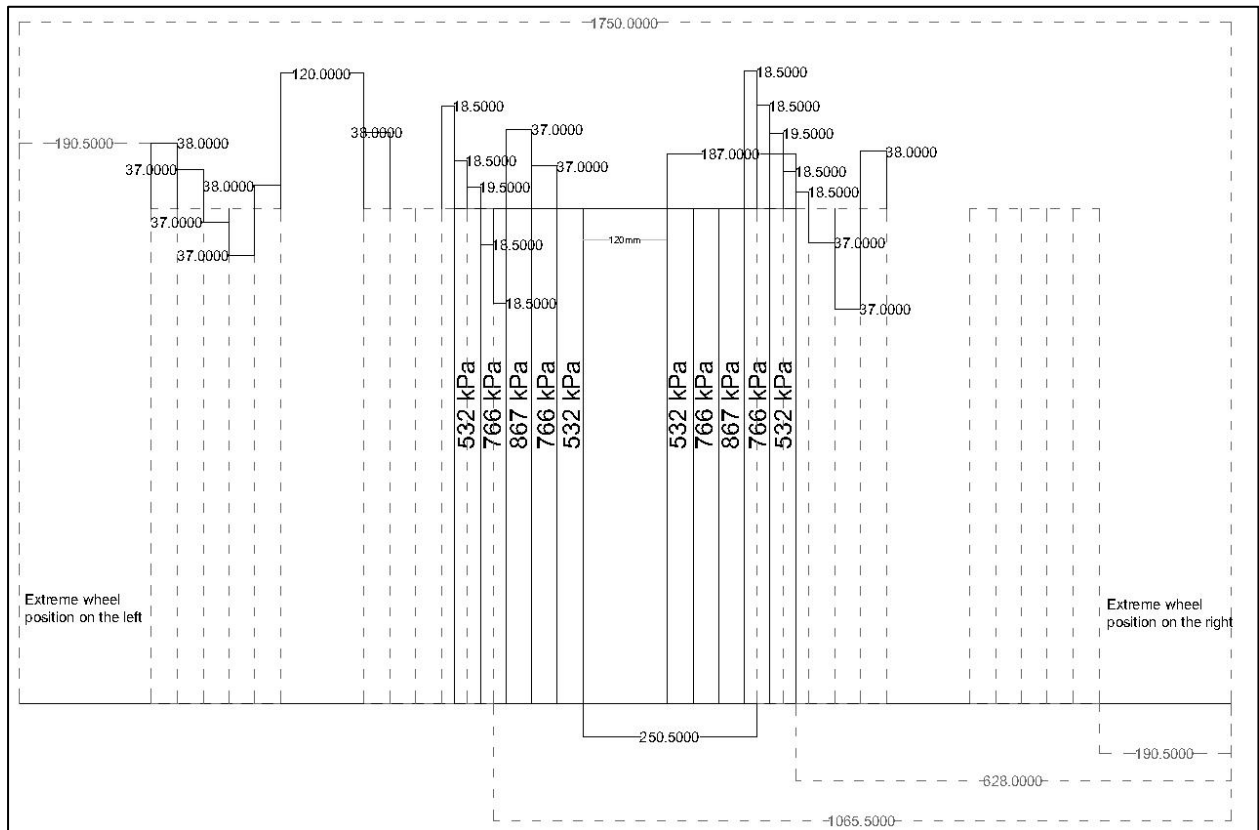 1750.0000
18.5000
120.0000
18.5000
18.5000
37.0000
38.0000
19.5000
190.5000
38.0000
38.0000
187.0000
18.5000
37.0000
37.0000
18.5000
38.0000
19.5000
18.5000
37.0000
120mm
37.0000
18.5000
37.0000
18.5000
37.0000
532 kPa
766 kPa
867 kPa
766 kPa
532 kPa
532 kPa
766 kPa
867 kPa
766 kPa
532 kPa
Extreme wheel
position on the left
Extreme wheel
position on the right
250.5000
190.5000
628.0000
1065.5000